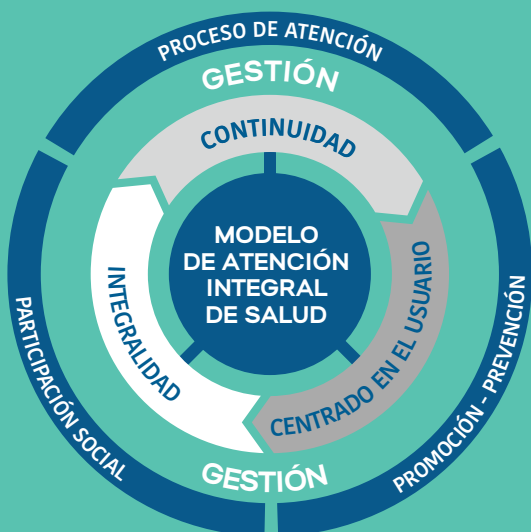 PROCESO DE ATENCIÓN
GESTIÓN
CONTINUIDAD
MODELO
DE ATENCIÓN
INTEGRAL
DE SALUD
INTEGRALIDAD
CENTRADO EN EL USUARIO
PARTICIPACIÓN SOCIAL
PROMOCIÓN - PREVENCIÓN
GESTIÓN